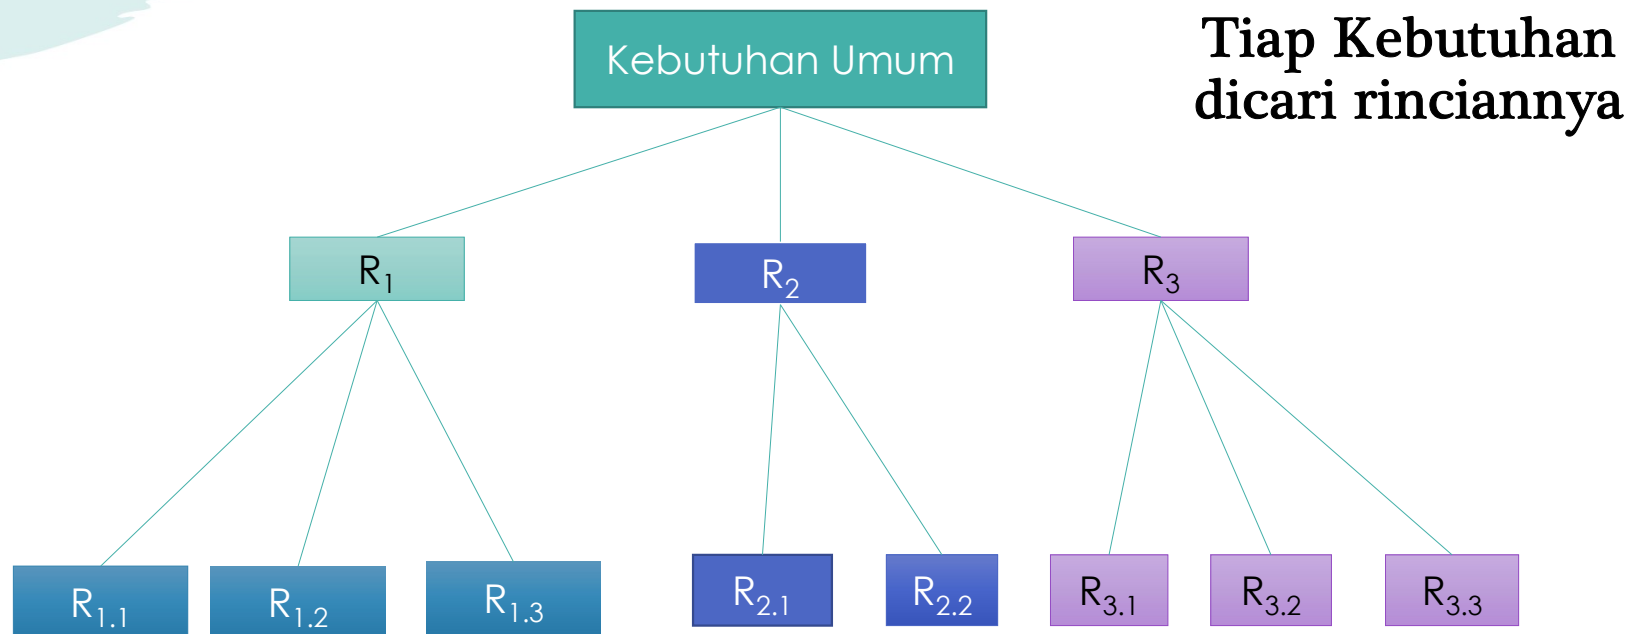 Kebutuhan Umum
Tiap Kebutuhan
dicari rinciannya
R1
R2
R3
R1.1
R1.2
R1.3
R2.1
R2.2
R3.1
R3.2
R3.3